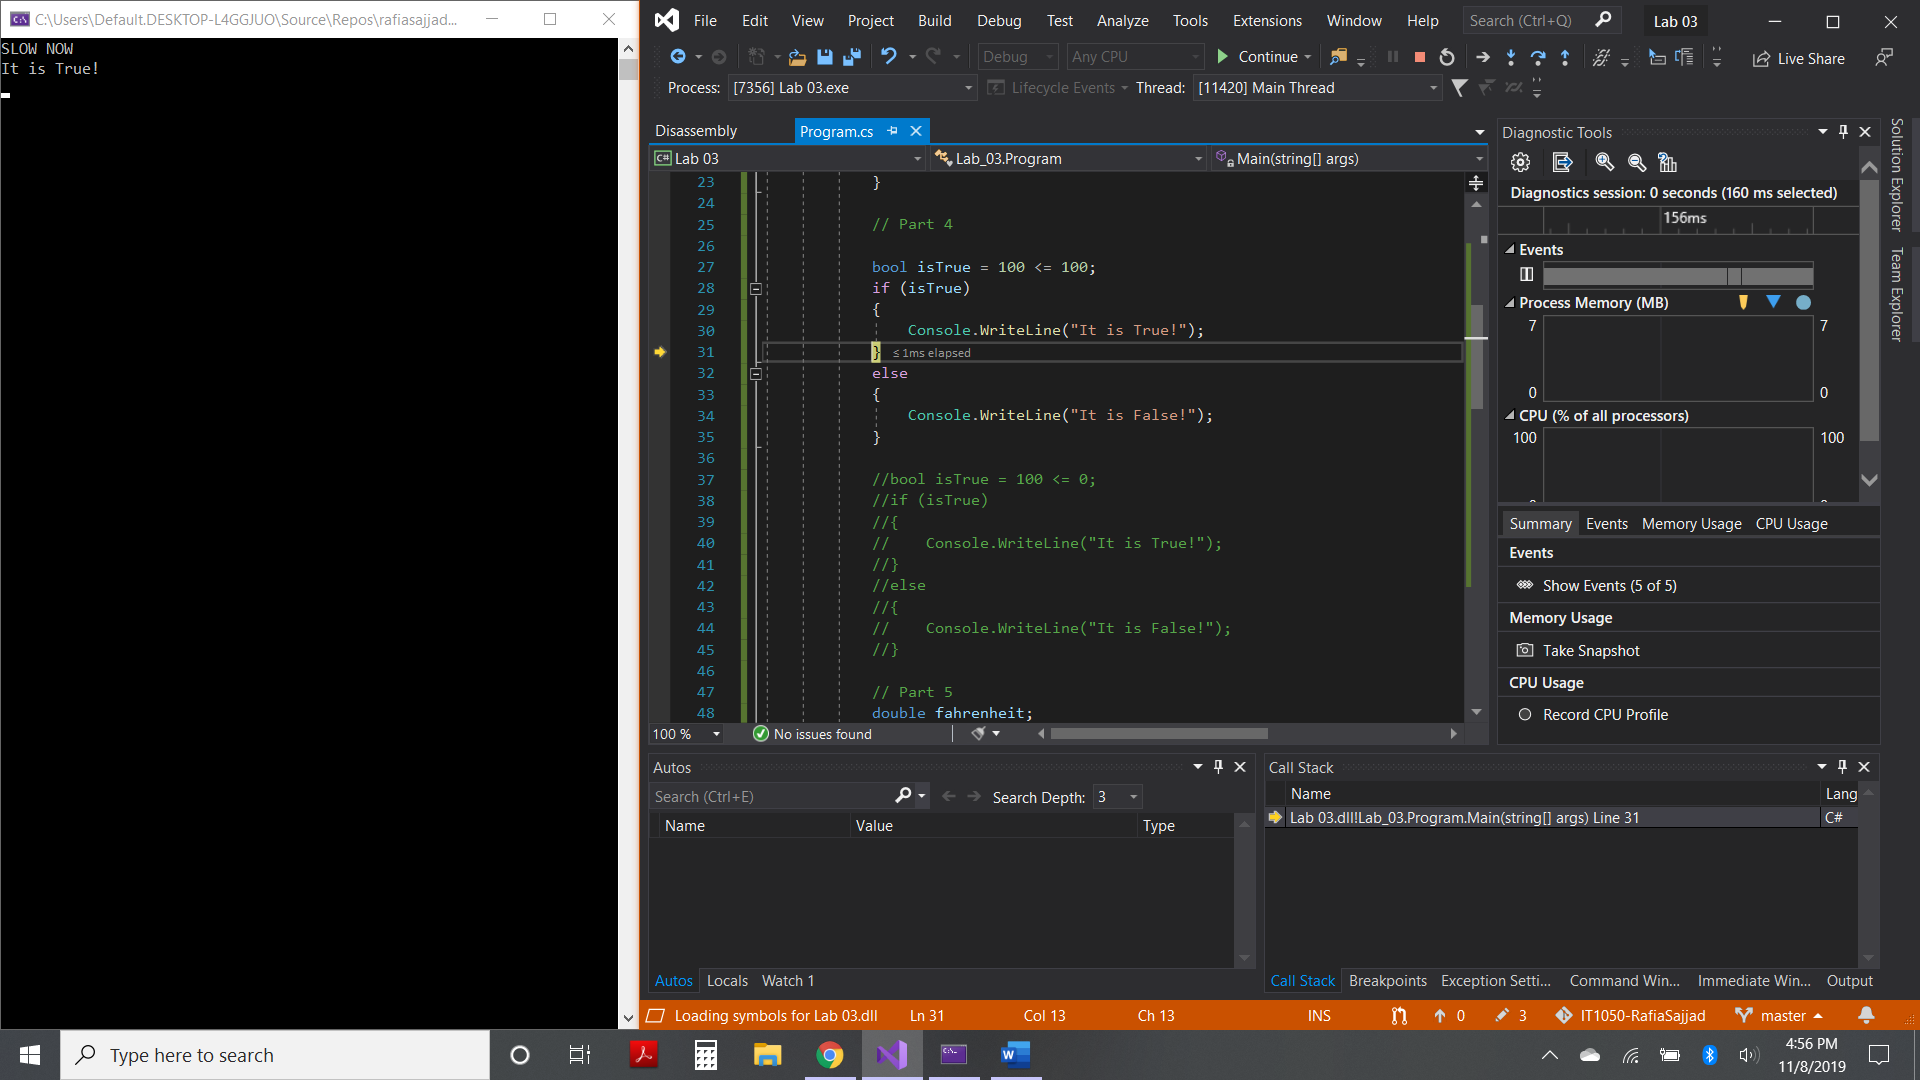 C:\Users\Default.DESKTOP-L4GGJUO\Source\Repos\rafiasajjad...
SLOW NOW
It is True!
File Edit View Project Build Debug Test Analyze Tools Extensions Window Help Search (Ctrl+Q) Lab 03
Debug Any CPU Continue Live Share
Process: [7356] Lab 03.exe Lifecycle Events Thread: [11420] Main Thread
Disassembly Program.cs
C# Lab 03 Lab_03.Program Main(string[] args)
23 }
24
25 // Part 4
26
27 bool isTrue = 100 <= 100;
28 if (isTrue)
29 {
30 Console.WriteLine("It is True!");
31 } ≤ 1ms elapsed
32 else
33 {
34 Console.WriteLine("It is False!");
35 }
36
37 //bool isTrue = 100 <= 0;
38 //if (isTrue)
39 //{
40 //    Console.WriteLine("It is True!");
41 //}
42 //else
43 //{
44 //    Console.WriteLine("It is False!");
45 //}
46
47 // Part 5
48 double fahrenheit;
100 % No issues found
Diagnostic Tools
Diagnostics session: 0 seconds (160 ms selected)
156ms
Events
Process Memory (MB)
7 7
0 0
CPU (% of all processors)
100 100
Summary Events Memory Usage CPU Usage
Events
Show Events (5 of 5)
Memory Usage
Take Snapshot
CPU Usage
Record CPU Profile
Solution Explorer
Team Explorer
Autos
Search (Ctrl+E) Search Depth: 3
Name Value Type
Autos Locals Watch 1
Call Stack
Name Lang
Lab 03.dll!Lab_03.Program.Main(string[] args) Line 31 C#
Call Stack Breakpoints Exception Setti... Command Win... Immediate Win... Output
Loading symbols for Lab 03.dll Ln 31 Col 13 Ch 13 INS 0 3 IT1050-RafiaSajjad master
Type here to search
4:56 PM
11/8/2019